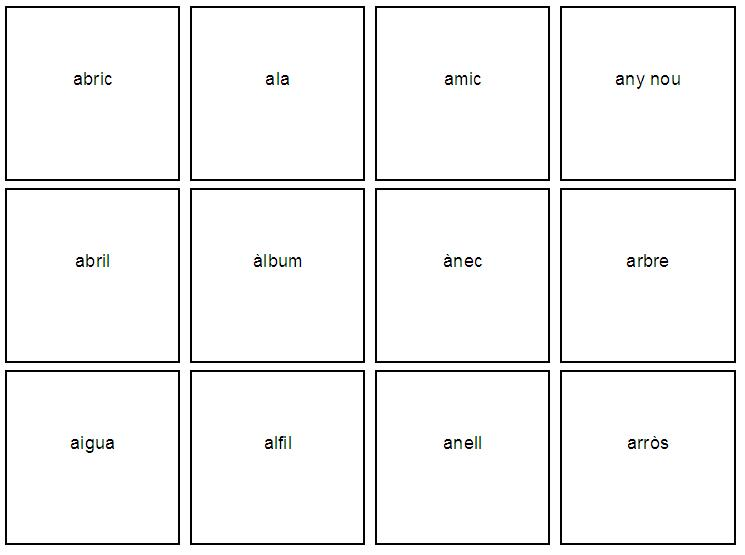 abric ala amic any nou
abril àlbum ànec arbre
aigua alfil anell arròs